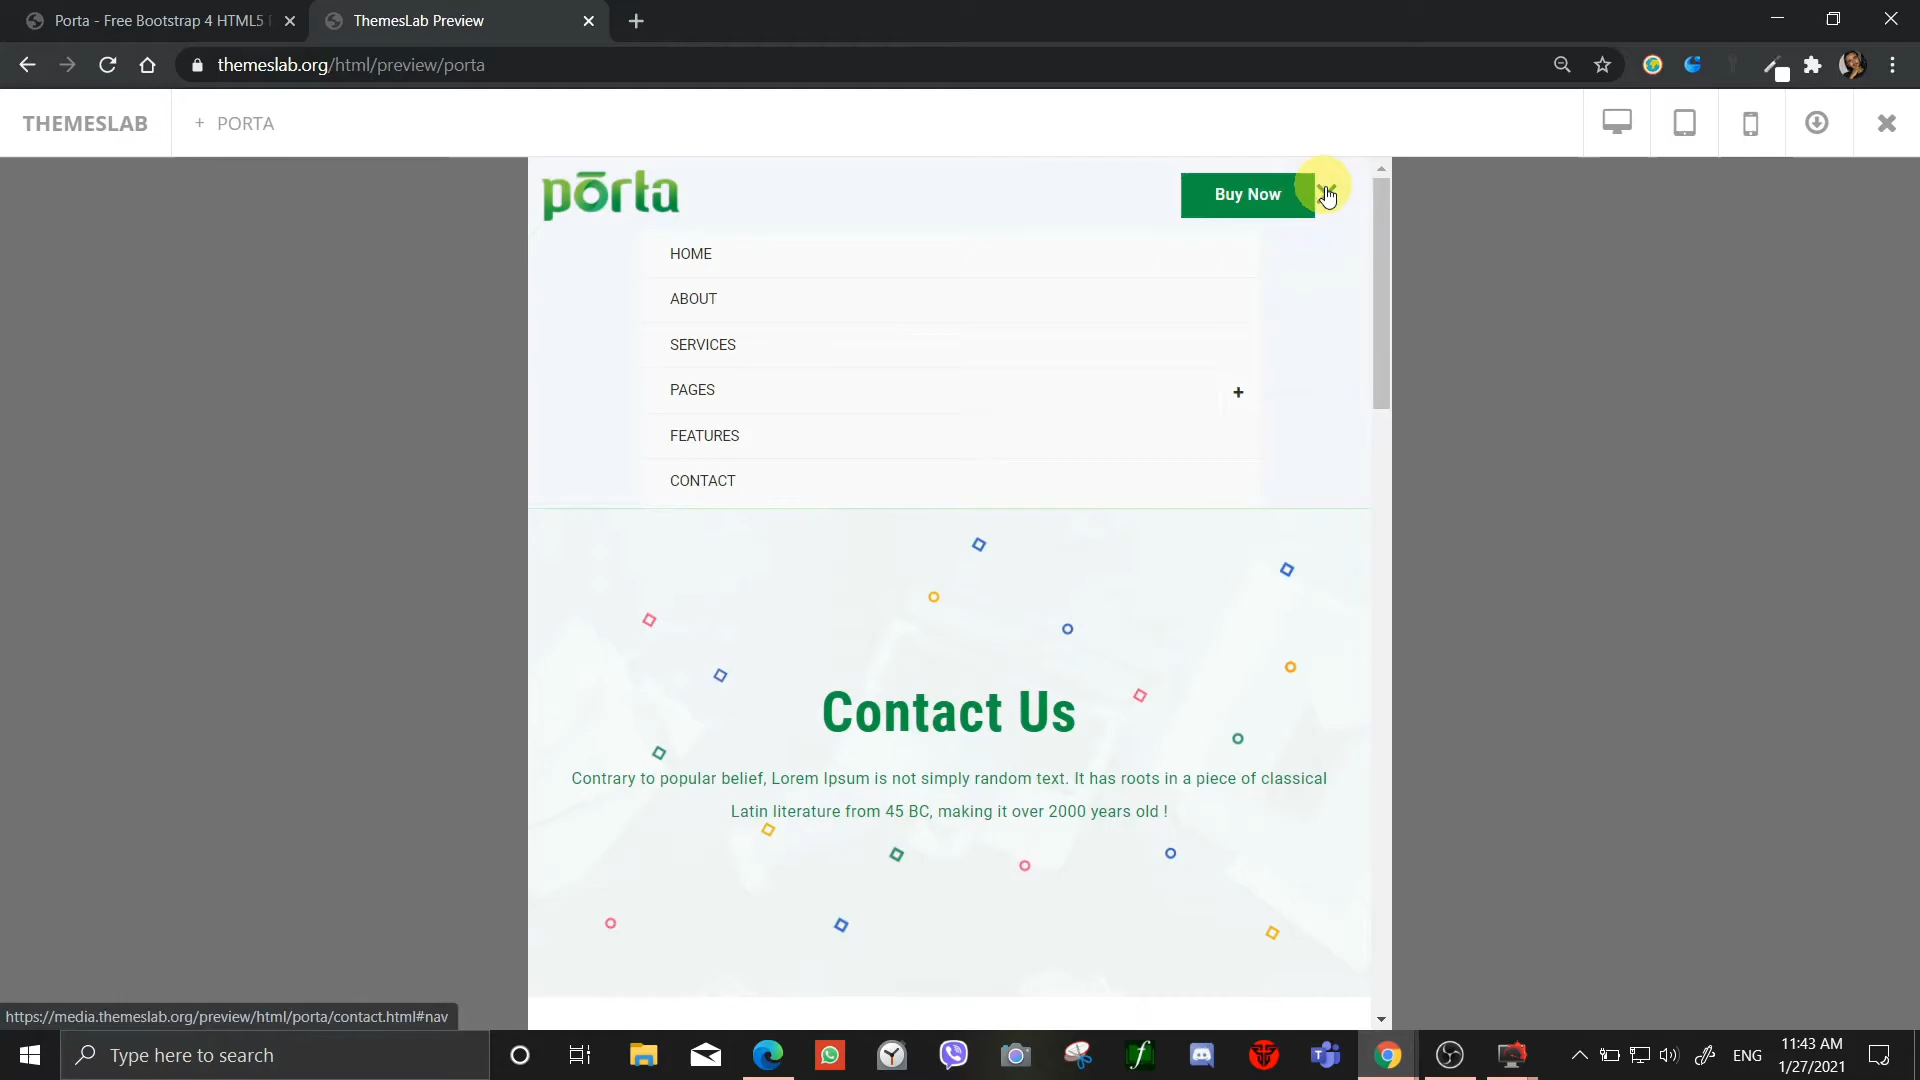 Porta - Free Bootstrap 4 HTML5
ThemesLab Preview
themeslab.org/html/preview/porta
THEMESLAB
+ PORTA
pōrta
Buy Now
HOME
ABOUT
SERVICES
PAGES
+
FEATURES
CONTACT
Contact Us
Contrary to popular belief, Lorem Ipsum is not simply random text. It has roots in a piece of classical
Latin literature from 45 BC, making it over 2000 years old !
https://media.themeslab.org/preview/html/porta/contact.html#nav
Type here to search
ENG
11:43 AM
1/27/2021